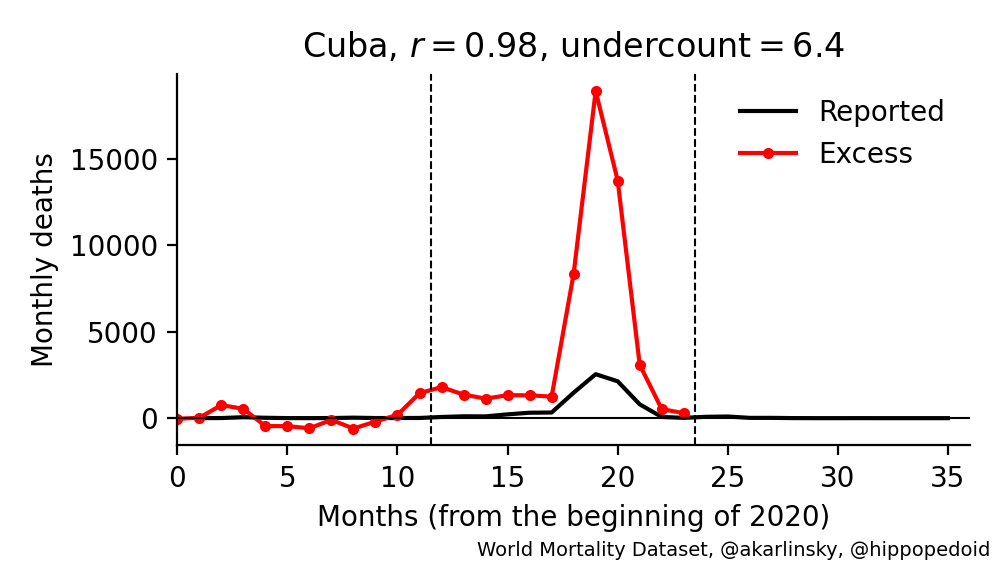 Cuba, r = 0.98, undercount = 6.4
Reported
Excess
Monthly deaths
15000
10000
5000
0
0 5 10 15 20 25 30 35
Months (from the beginning of 2020)
World Mortality Dataset, @akarlinsky, @hippopedoid